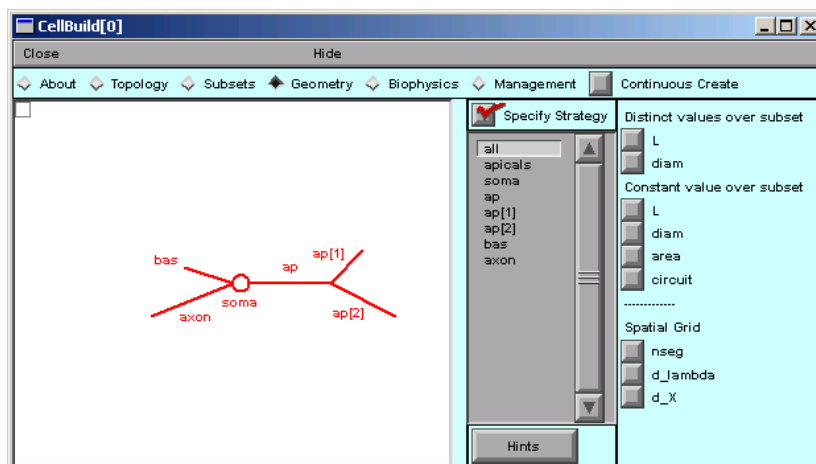 CellBuild[0]
Close Hide
About Topology Subsets Geometry Biophysics Management Continuous Create
Specify Strategy
all
apicals
soma
ap
ap[1]
ap[2]
bas
axon
Hints
Distinct values over subset
L
diam
Constant value over subset
L
diam
area
circuit
------------
Spatial Grid
nseg
d_lambda
d_X
bas
ap[1]
ap
soma
axon
ap[2]